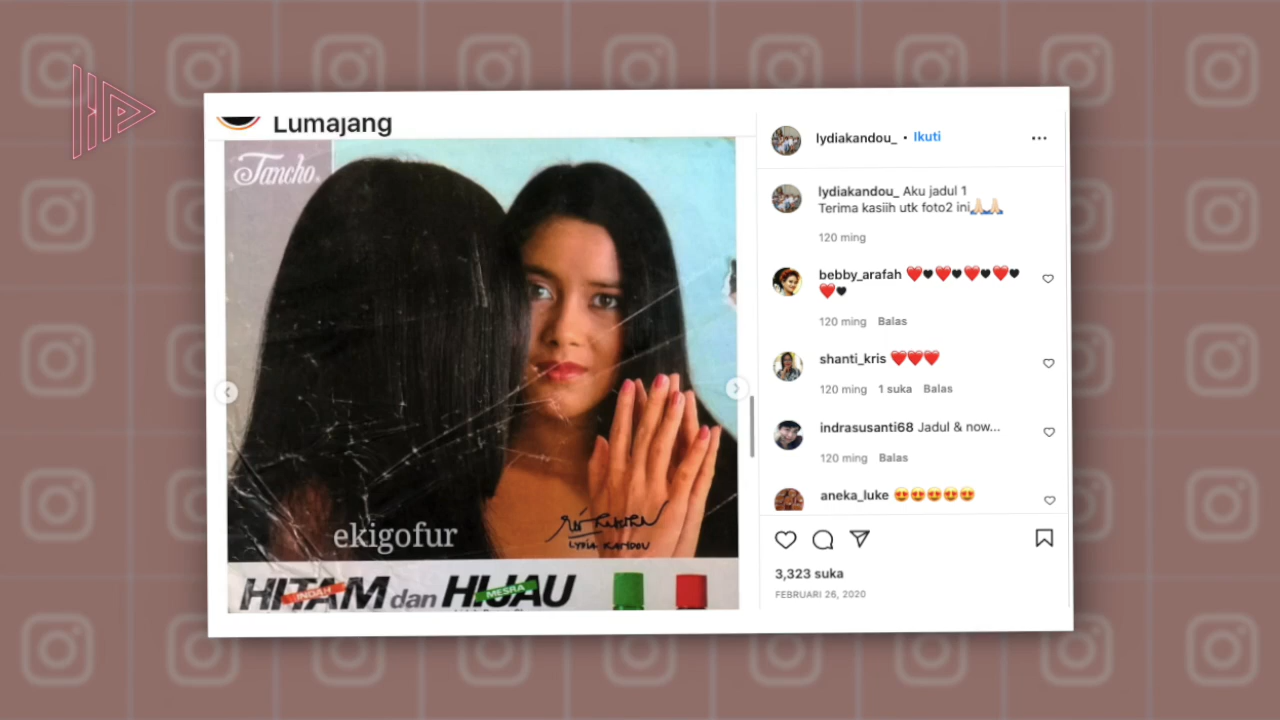 Lumajang
Tancho
ekigofur
LYDIA KANDOU
HITAM dan HIJAU
INDAH
MESRA
lydiakandou_ • Ikuti
lydiakandou_ Aku jadul 1
Terima kasiih utk foto2 ini🙏🏻🙏🏻
120 ming
bebby_arafah ❤️🖤❤️🖤❤️🖤❤️🖤
❤️🖤
120 ming Balas
shanti_kris ❤️❤️❤️
120 ming 1 suka Balas
indrasusanti68 Jadul & now...
120 ming Balas
aneka_luke 😍😍😍😍😍
3,323 suka
FEBRUARI 26, 2020